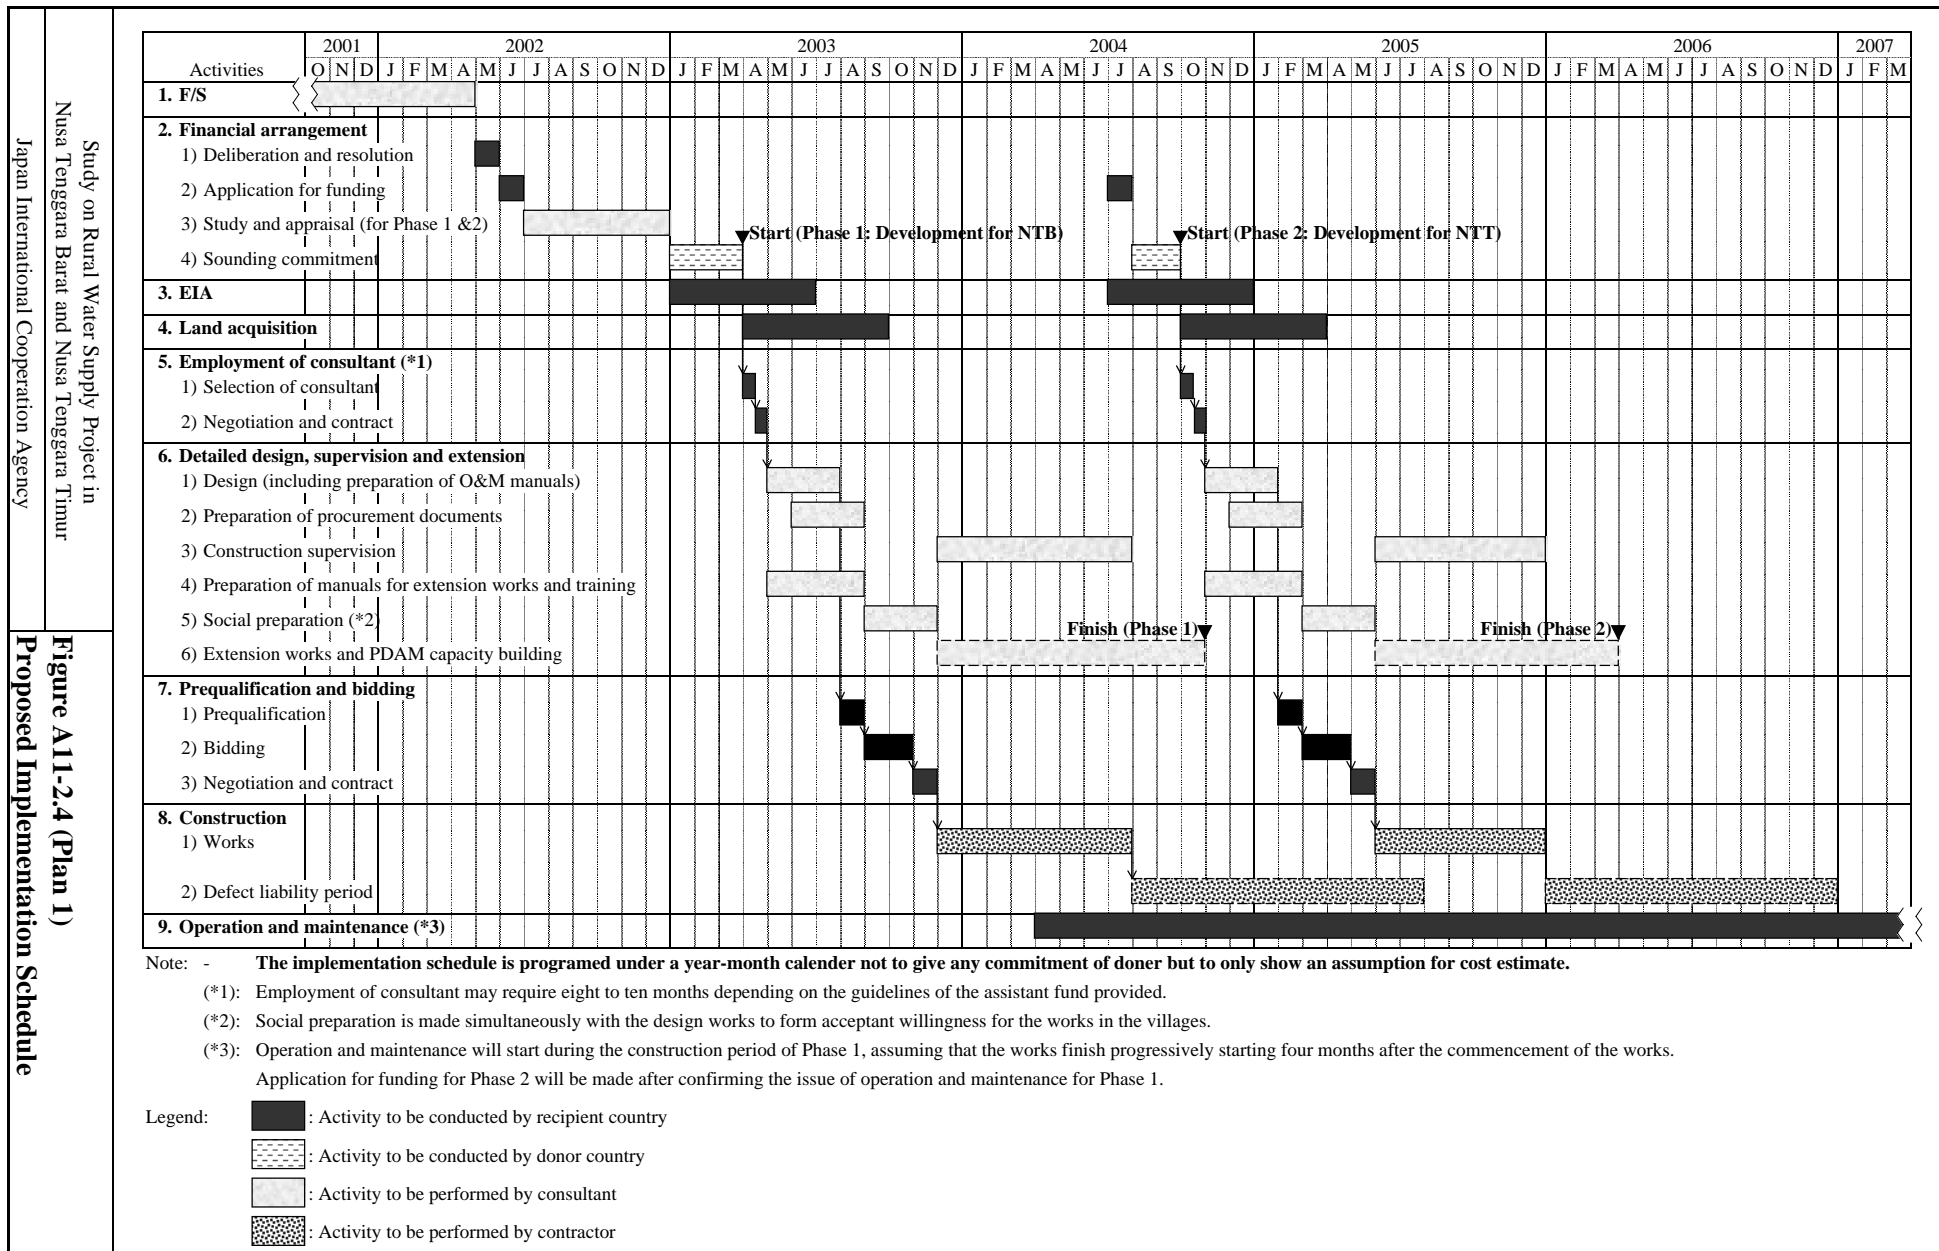 Study on Rural Water Supply Project in
Nusa Tenggara Barat and Nusa Tenggara Timur
Japan International Cooperation Agency
Figure A11-2.4 (Plan 1)
Proposed Implementation Schedule
2001 2002 2003 2004 2005 2006 2007
Activities O N D J F M A M J J A S O N D J F M A M J J A S O N D J F M A M J J A S O N D J F M A M J J A S O N D J F M A M J J A S O N D J F M
1. F/S
2. Financial arrangement
1) Deliberation and resolution
2) Application for funding
3) Study and appraisal (for Phase 1 &2)
Start (Phase 1: Development for NTB) Start (Phase 2: Development for NTT)
4) Sounding commitment
3. EIA
4. Land acquisition
5. Employment of consultant (*1)
1) Selection of consultant
2) Negotiation and contract
6. Detailed design, supervision and extension
1) Design (including preparation of O&M manuals)
2) Preparation of procurement documents
3) Construction supervision
4) Preparation of manuals for extension works and training
5) Social preparation (*2)
Finish (Phase 1) Finish (Phase 2)
6) Extension works and PDAM capacity building
7. Prequalification and bidding
1) Prequalification
2) Bidding
3) Negotiation and contract
8. Construction
1) Works
2) Defect liability period
9. Operation and maintenance (*3)
Note: - The implementation schedule is programed under a year-month calender not to give any commitment of doner but to only show an assumption for cost estimate.
(*1): Employment of consultant may require eight to ten months depending on the guidelines of the assistant fund provided.
(*2): Social preparation is made simultaneously with the design works to form acceptant willingness for the works in the villages.
(*3): Operation and maintenance will start during the construction period of Phase 1, assuming that the works finish progressively starting four months after the commencement of the works.
Application for funding for Phase 2 will be made after confirming the issue of operation and maintenance for Phase 1.
Legend: : Activity to be conducted by recipient country
: Activity to be conducted by donor country
: Activity to be performed by consultant
: Activity to be performed by contractor